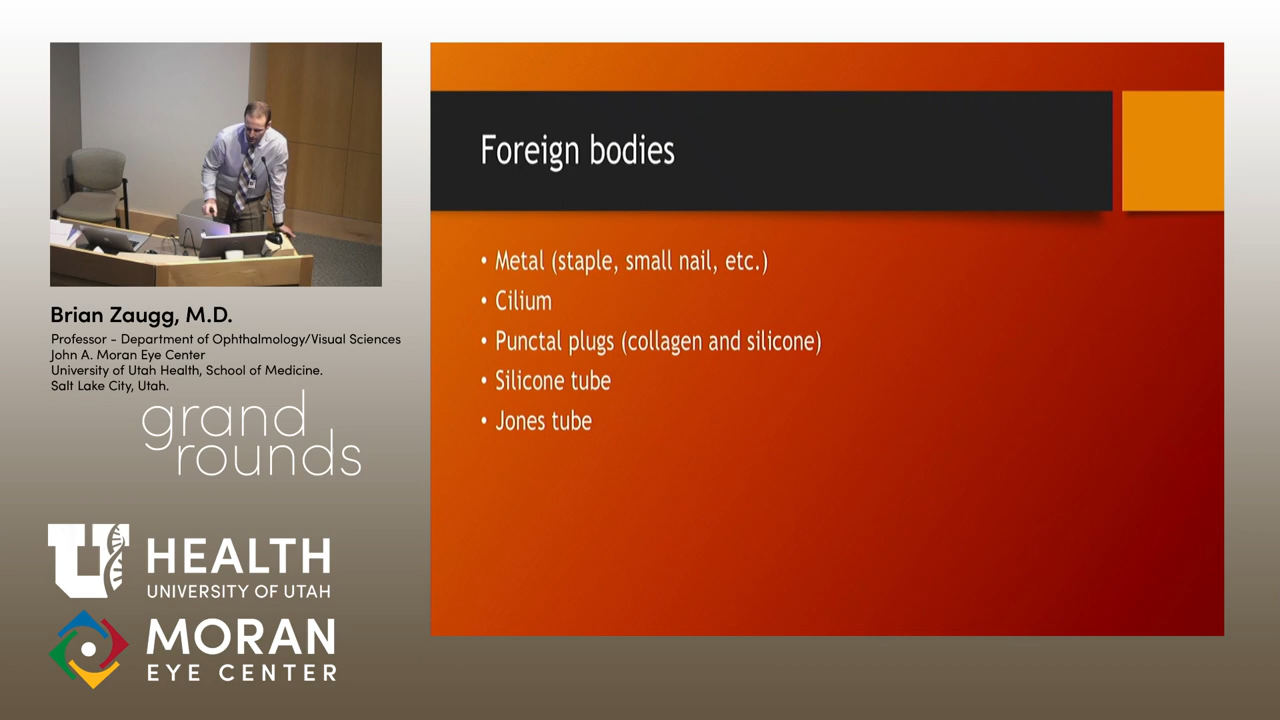 Foreign bodies
• Metal (staple, small nail, etc.)
• Cilium
• Punctal plugs (collagen and silicone)
• Silicone tube
• Jones tube
Brian Zaugg, M.D.
Professor - Department of Ophthalmology/Visual Sciences
John A. Moran Eye Center
University of Utah Health, School of Medicine.
Salt Lake City, Utah.
grand
rounds
U HEALTH
UNIVERSITY OF UTAH
MORAN
EYE CENTER